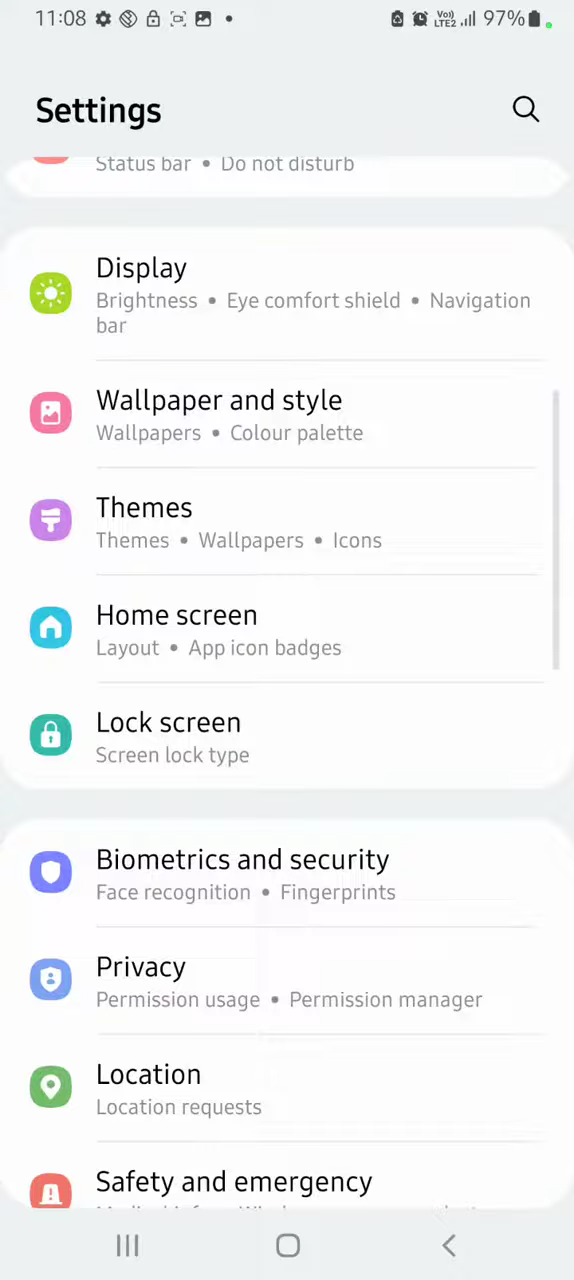 11:08
Vo))
LTE2
97%
Settings
Status bar • Do not disturb
Display
Brightness • Eye comfort shield • Navigation
bar
Wallpaper and style
Wallpapers • Colour palette
Themes
Themes • Wallpapers • Icons
Home screen
Layout • App icon badges
Lock screen
Screen lock type
Biometrics and security
Face recognition • Fingerprints
Privacy
Permission usage • Permission manager
Location
Location requests
Safety and emergency